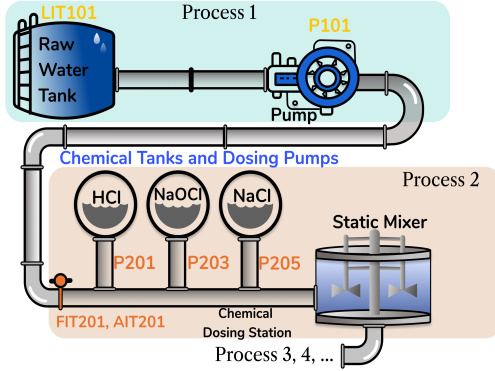 Process 1
LIT101
P101
Raw
Water
Tank
Pump
Chemical Tanks and Dosing Pumps
Process 2
HCl
NaOCl
NaCl
Static Mixer
P201
P203
P205
FIT201, AIT201
Chemical
Dosing Station
Process 3, 4, ...